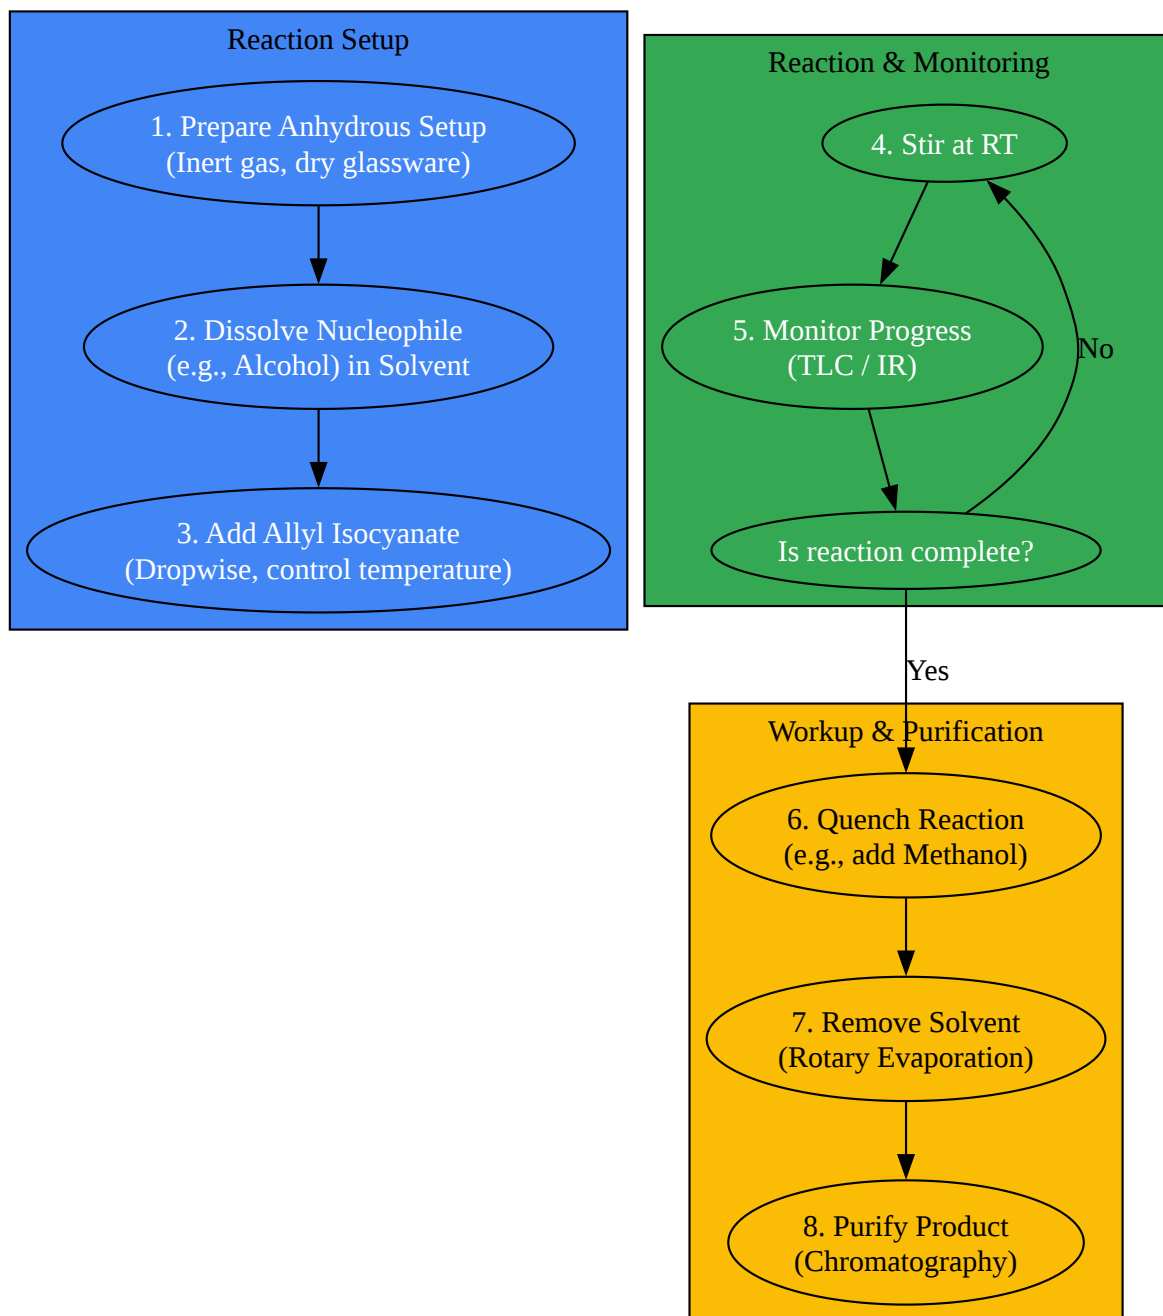 Reaction Setup
1. Prepare Anhydrous Setup
(Inert gas, dry glassware)
2. Dissolve Nucleophile
(e.g., Alcohol) in Solvent
3. Add Allyl Isocyanate
(Dropwise, control temperature)
Reaction & Monitoring
4. Stir at RT
5. Monitor Progress
(TLC / IR)
No
Is reaction complete?
Yes
Workup & Purification
6. Quench Reaction
(e.g., add Methanol)
7. Remove Solvent
(Rotary Evaporation)
8. Purify Product
(Chromatography)